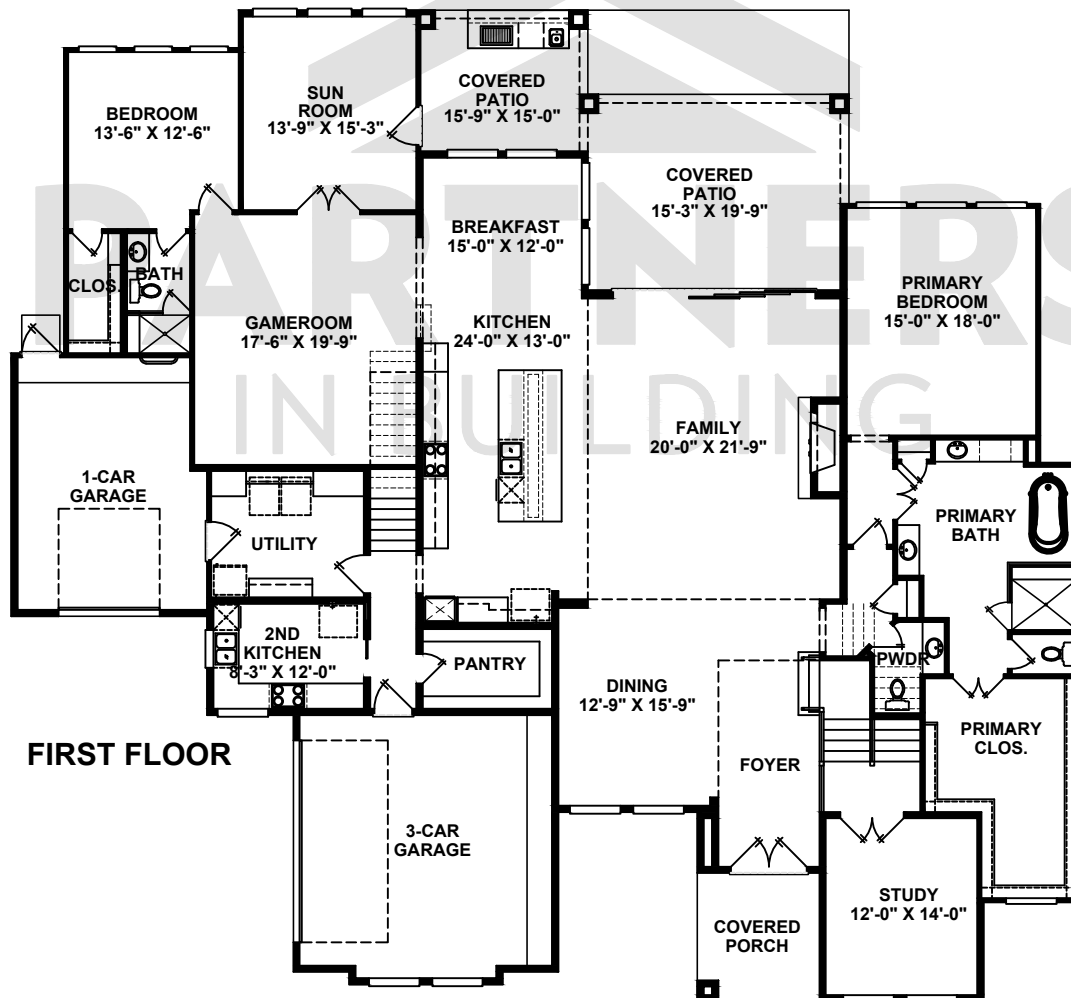 PARTNERS
IN BUILDING
BEDROOM
13'-6" X 12'-6"
SUN
ROOM
13'-9" X 15'-3"
COVERED
PATIO
15'-9" X 15'-0"
COVERED
PATIO
15'-3" X 19'-9"
BREAKFAST
15'-0" X 12'-0"
PRIMARY
BEDROOM
15'-0" X 18'-0"
CLOS.
BATH
GAMEROOM
17'-6" X 19'-9"
KITCHEN
24'-0" X 13'-0"
FAMILY
20'-0" X 21'-9"
1-CAR
GARAGE
UTILITY
PRIMARY
BATH
2ND
KITCHEN
8'-3" X 12'-0"
PANTRY
PWDR
DINING
12'-9" X 15'-9"
PRIMARY
CLOS.
FIRST FLOOR
FOYER
3-CAR
GARAGE
STUDY
12'-0" X 14'-0"
COVERED
PORCH